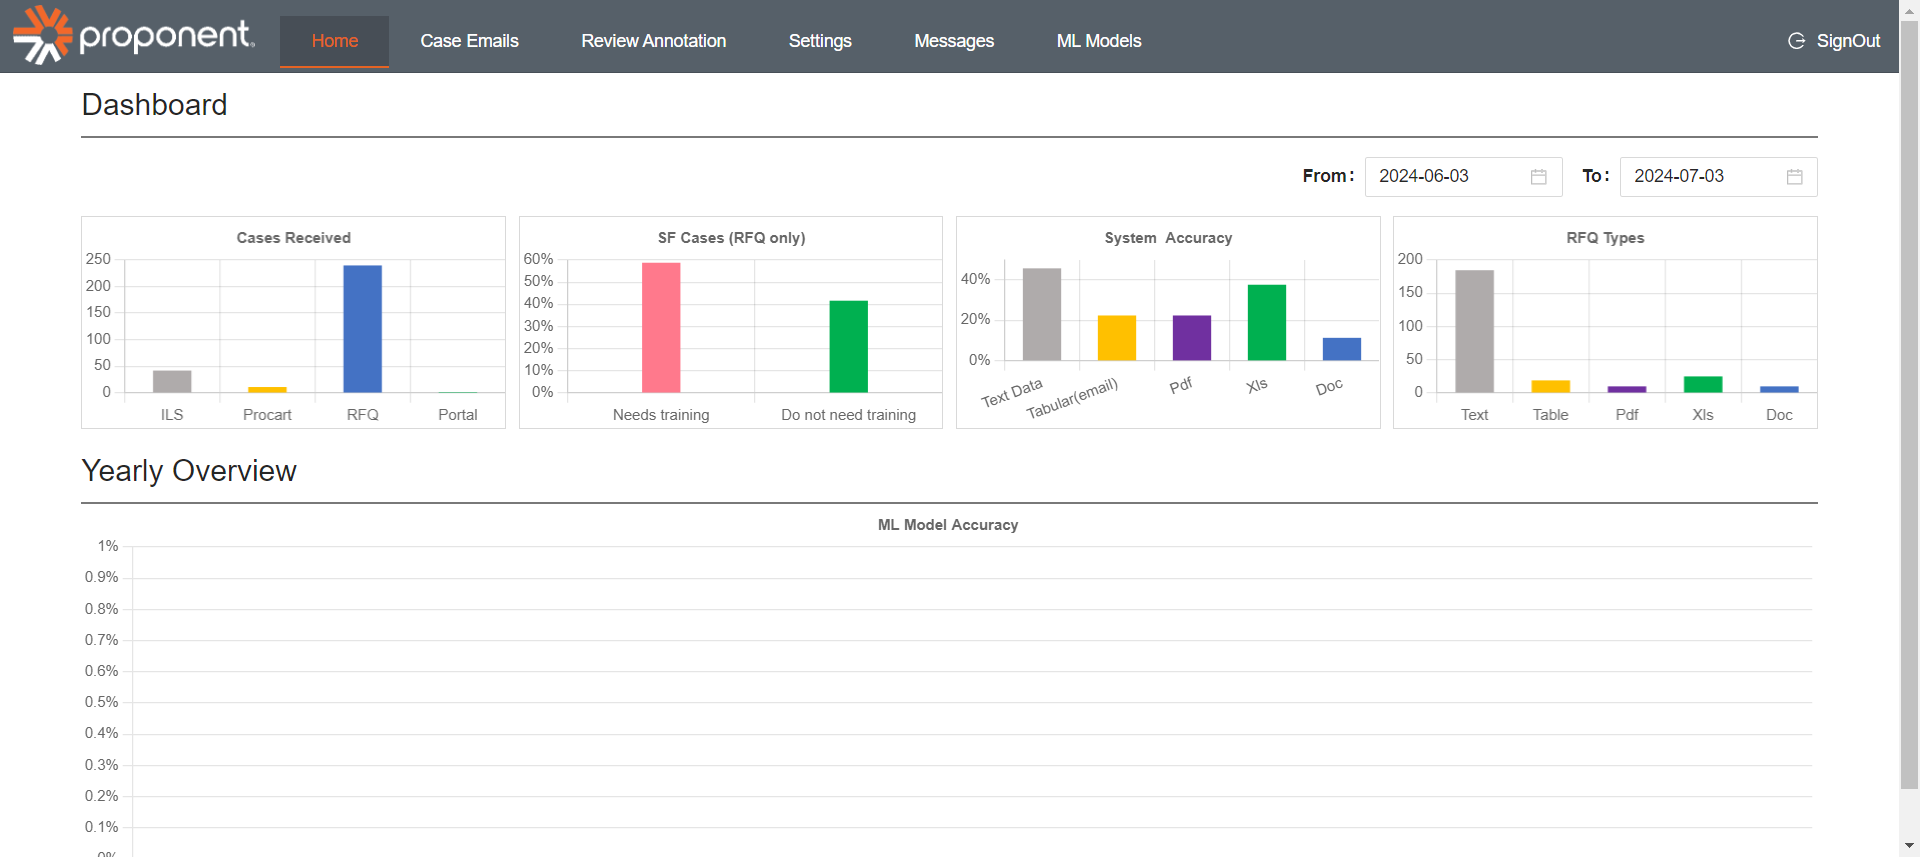 proponent
Home
Case Emails
Review Annotation
Settings
Messages
ML Models
SignOut
Dashboard
From :
2024-06-03
To :
2024-07-03
Cases Received
250
200
150
100
50
0
ILS
Procart
RFQ
Portal
SF Cases (RFQ only)
60%
50%
40%
30%
20%
10%
0%
Needs training
Do not need training
System Accuracy
40%
20%
0%
Text Data
Tabular(email)
Pdf
Xls
Doc
RFQ Types
200
150
100
50
0
Text
Table
Pdf
Xls
Doc
Yearly Overview
ML Model Accuracy
1%
0.9%
0.8%
0.7%
0.6%
0.5%
0.4%
0.3%
0.2%
0.1%
0%